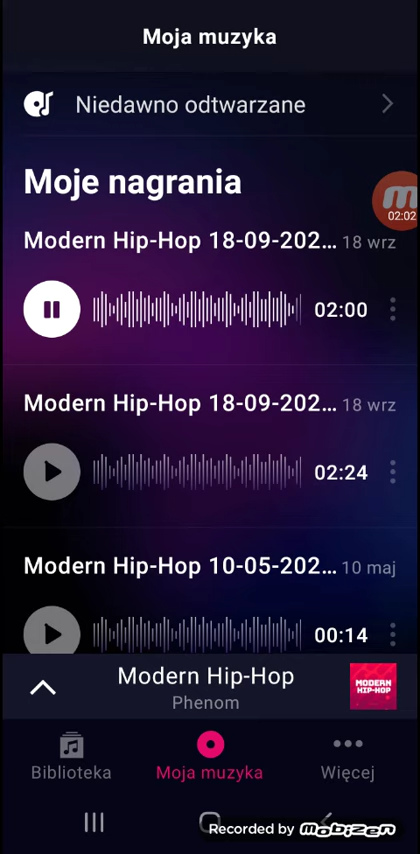 Moja muzyka
Niedawno odtwarzane
Moje nagrania
02:02
Modern Hip-Hop 18-09-202... 18 wrz
02:00
Modern Hip-Hop 18-09-202... 18 wrz
02:24
Modern Hip-Hop 10-05-202... 10 maj
00:14
Modern Hip-Hop
Phenom
MODERN
HIP-HOP
Biblioteka Moja muzyka Więcej
Recorded by mobizen